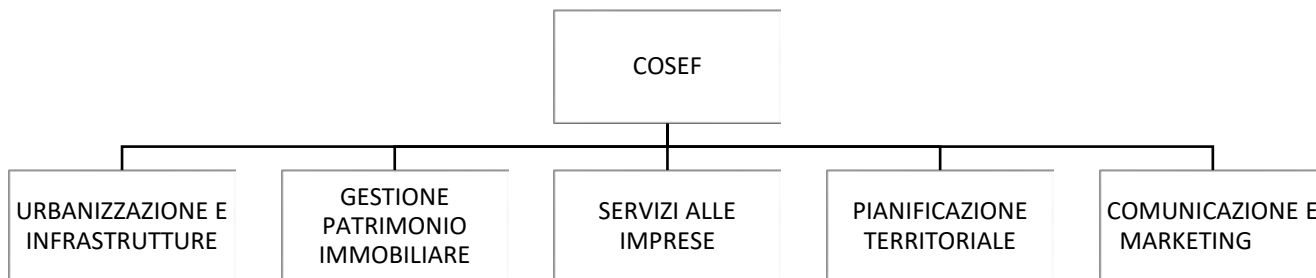 COSEF
URBANIZZAZIONE E
INFRASTRUTTURE
GESTIONE
PATRIMONIO
IMMOBILIARE
SERVIZI ALLE
IMPRESE
PIANIFICAZIONE
TERRITORIALE
COMUNICAZIONE E
MARKETING